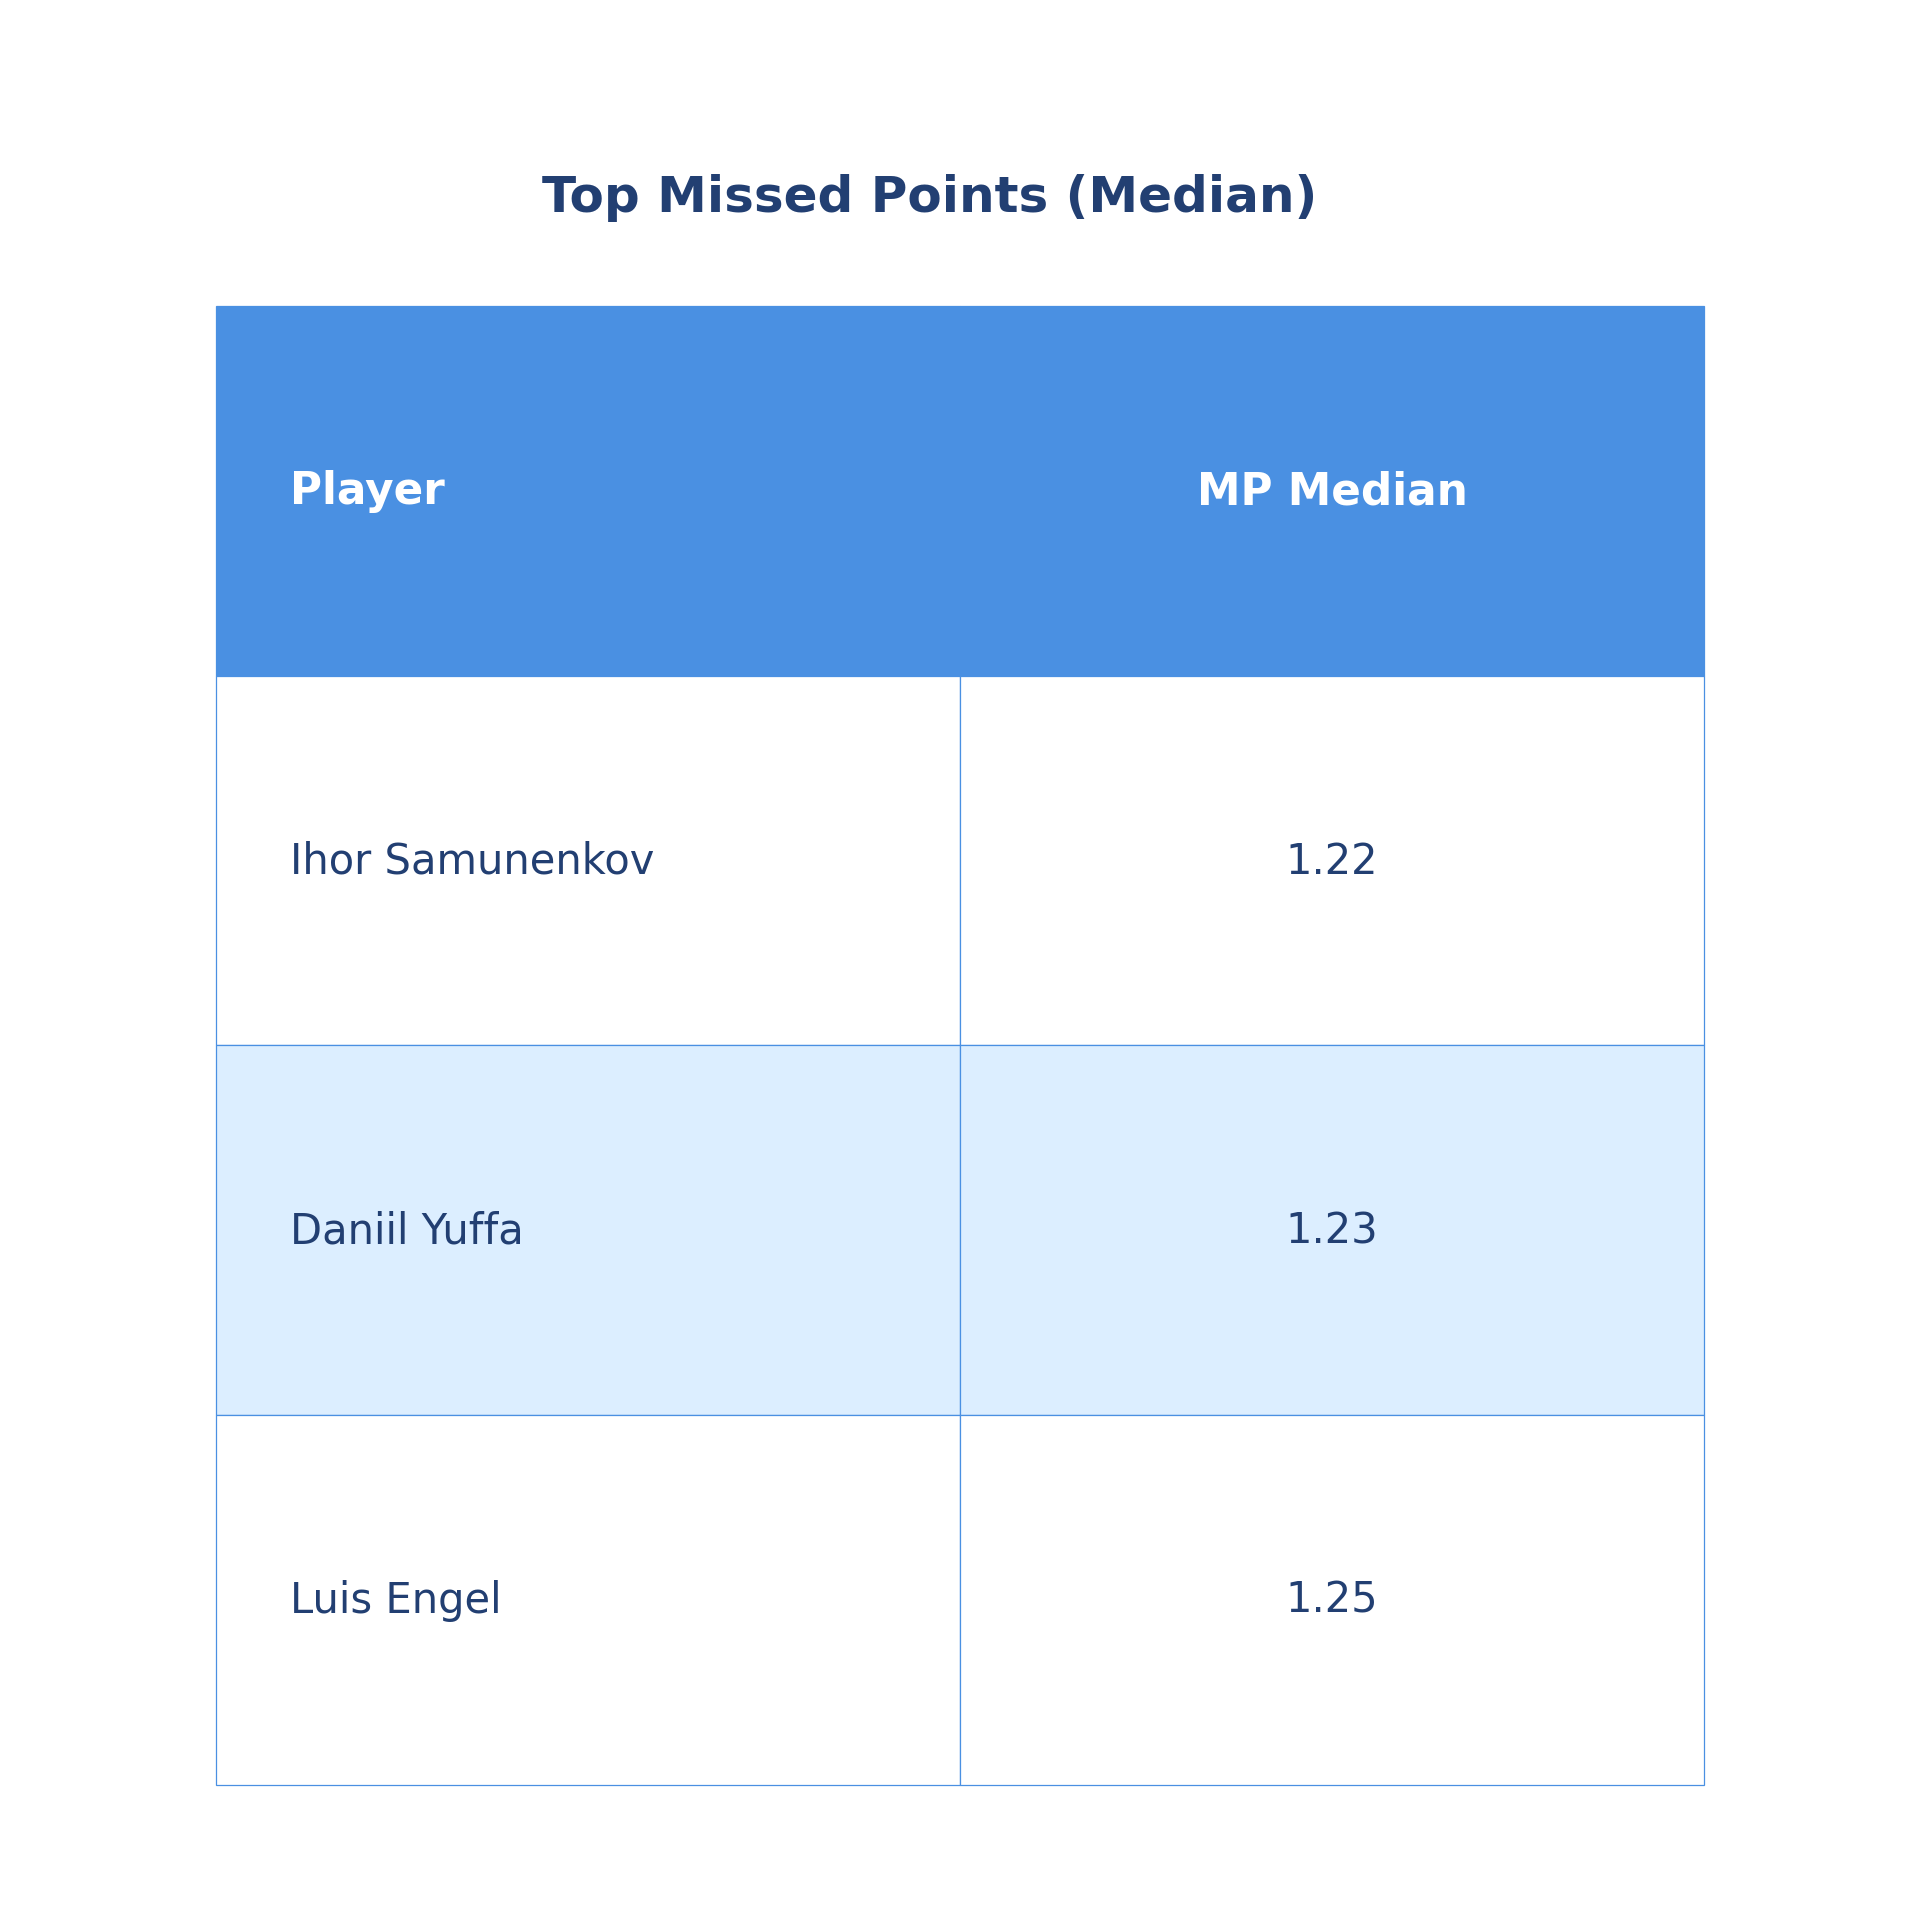 Top Missed Points (Median)
Player MP Median
Ihor Samunenkov 1.22
Daniil Yuffa 1.23
Luis Engel 1.25